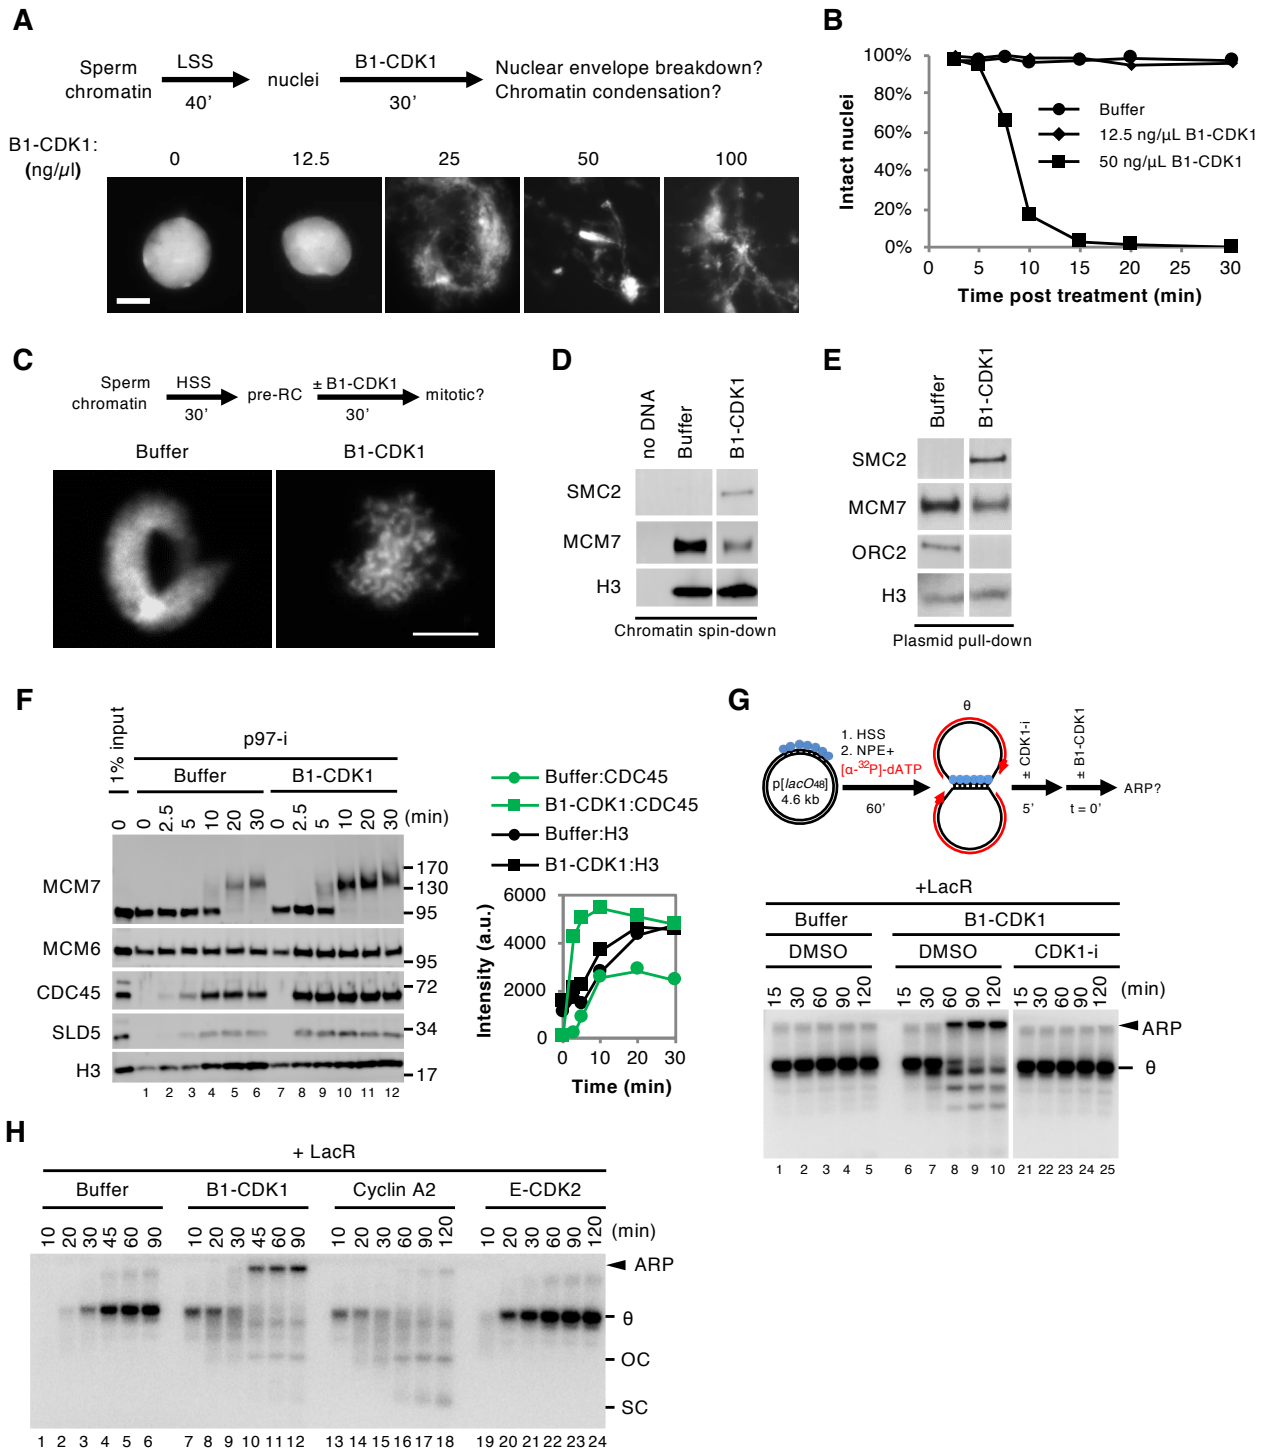 A
Sperm chromatin
LSS
40’
nuclei
B1-CDK1
30’
Nuclear envelope breakdown?
Chromatin condensation?
B1-CDK1:
(ng/µl)
0 12.5 25 50 100
B
Intact nuclei
100%
80%
60%
40%
20%
0%
Buffer
12.5 ng/µL B1-CDK1
50 ng/µL B1-CDK1
0 5 10 15 20 25 30
Time post treatment (min)
C
Sperm chromatin
HSS
30’
pre-RC
± B1-CDK1
30’
mitotic?
Buffer B1-CDK1
D
no DNA
Buffer
B1-CDK1
SMC2
MCM7
H3
Chromatin spin-down
E
Buffer
B1-CDK1
SMC2
MCM7
ORC2
H3
Plasmid pull-down
F
1% input
p97-i
Buffer B1-CDK1
0 0 2.5 5 10 20 30 0 2.5 5 10 20 30 (min)
MCM7
170
130
95
MCM6
95
CDC45
72
SLD5
34
H3
17
1 2 3 4 5 6 7 8 9 10 11 12
Buffer:CDC45
B1-CDK1:CDC45
Buffer:H3
B1-CDK1:H3
Intensity (a.u.)
6000
4000
2000
0
0 10 20 30
Time (min)
G
p[lacO48]
4.6 kb
1. HSS
2. NPE+
[α-³²P]-dATP
60’
θ
± CDK1-i
5’
± B1-CDK1
t = 0’
ARP?
+LacR
Buffer B1-CDK1
DMSO DMSO CDK1-i
15 30 60 90 120 15 30 60 90 120 15 30 60 90 120 (min)
ARP
θ
1 2 3 4 5 6 7 8 9 10 21 22 23 24 25
H
+ LacR
Buffer B1-CDK1 Cyclin A2 E-CDK2
10 20 30 45 60 90 10 20 30 45 60 90 10 20 30 60 90 120 10 20 30 60 90 120 (min)
ARP
θ
OC
SC
1 2 3 4 5 6 7 8 9 10 11 12 13 14 15 16 17 18 19 20 21 22 23 24